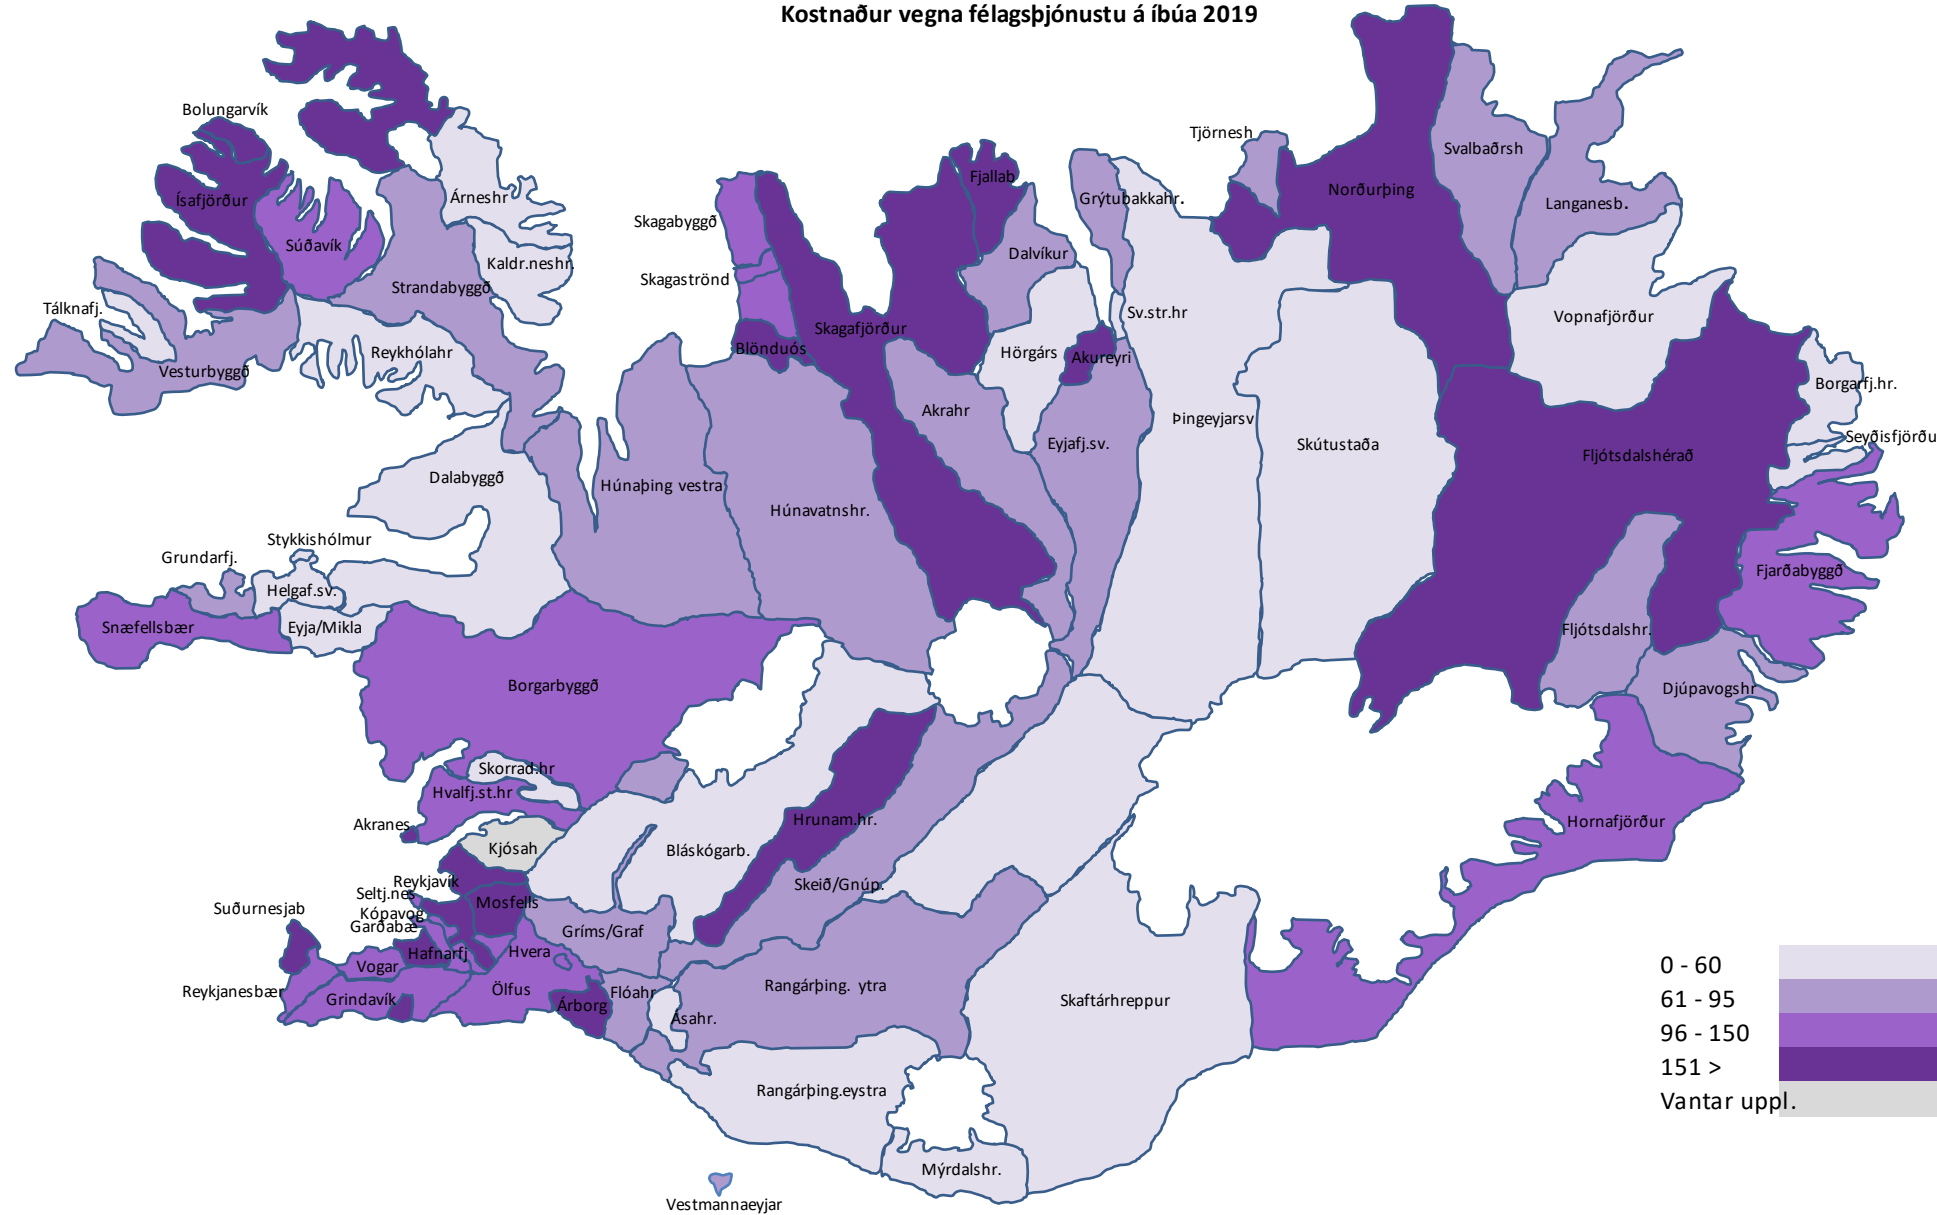 Kostnaður vegna félagsþjónustu á íbúa 2019
Bolungarvík
Ísafjörður
Súðavík
Árneshr
Kaldr.neshr.
Strandabyggð
Tálknafj.
Vesturbyggð
Reykhólahr
Dalabyggð
Stykkishólmur
Grundarfj.
Helgaf.sv.
Snæfellsbær
Eyja/Mikla
Borgarbyggð
Skorrad.hr
Hvalfj.st.hr
Akranes
Kjósah
Reykjavík
Seltj.nes
Mosfells
Kópavog
Garðabæ
Suðurnesjab
Hafnarfj
Vogar
Hvera
Reykjanesbær
Grindavík
Ölfus
Árborg
Flóahr
Gríms/Graf
Bláskógarb.
Hrunam.hr.
Skeið/Gnúp.
Ásahr.
Rangárþing. ytra
Rangárþing.eystra
Vestmannaeyjar
Mýrdalshr.
Skaftárhreppur
Hornafjörður
Djúpavogshr
Fljótsdalshr.
Fjarðabyggð
Fljótsdalshérað
Seyðisfjörðu
Borgarfj.hr.
Vopnafjörður
Langanesb.
Svalbaðrsh
Norðurþing
Tjörnesh
Skútustaða
Þingeyjarsv
Sv.str.hr
Grýtubakkahr.
Eyjafj.sv.
Akureyri
Hörgárs
Dalvíkur
Fjallab
Skagafjörður
Akrahr
Húnavatnshr.
Húnaþing vestra
Blönduós
Skagaströnd
Skagabyggð
0 - 60
61 - 95
96 - 150
151 >
Vantar uppl.